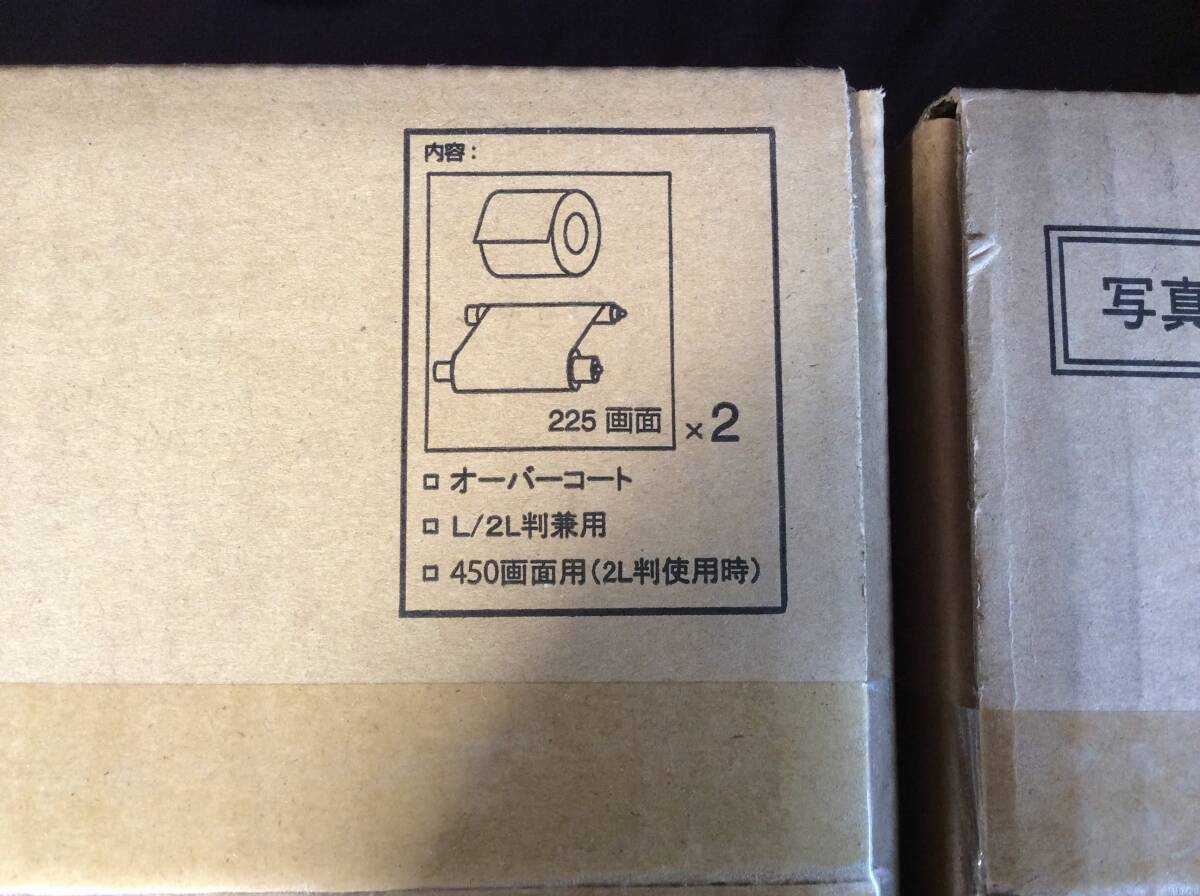 内容：
225 画面
×2
□ オーバーコート
□ L/2L判兼用
□ 450画面用(2L判使用時)
写真